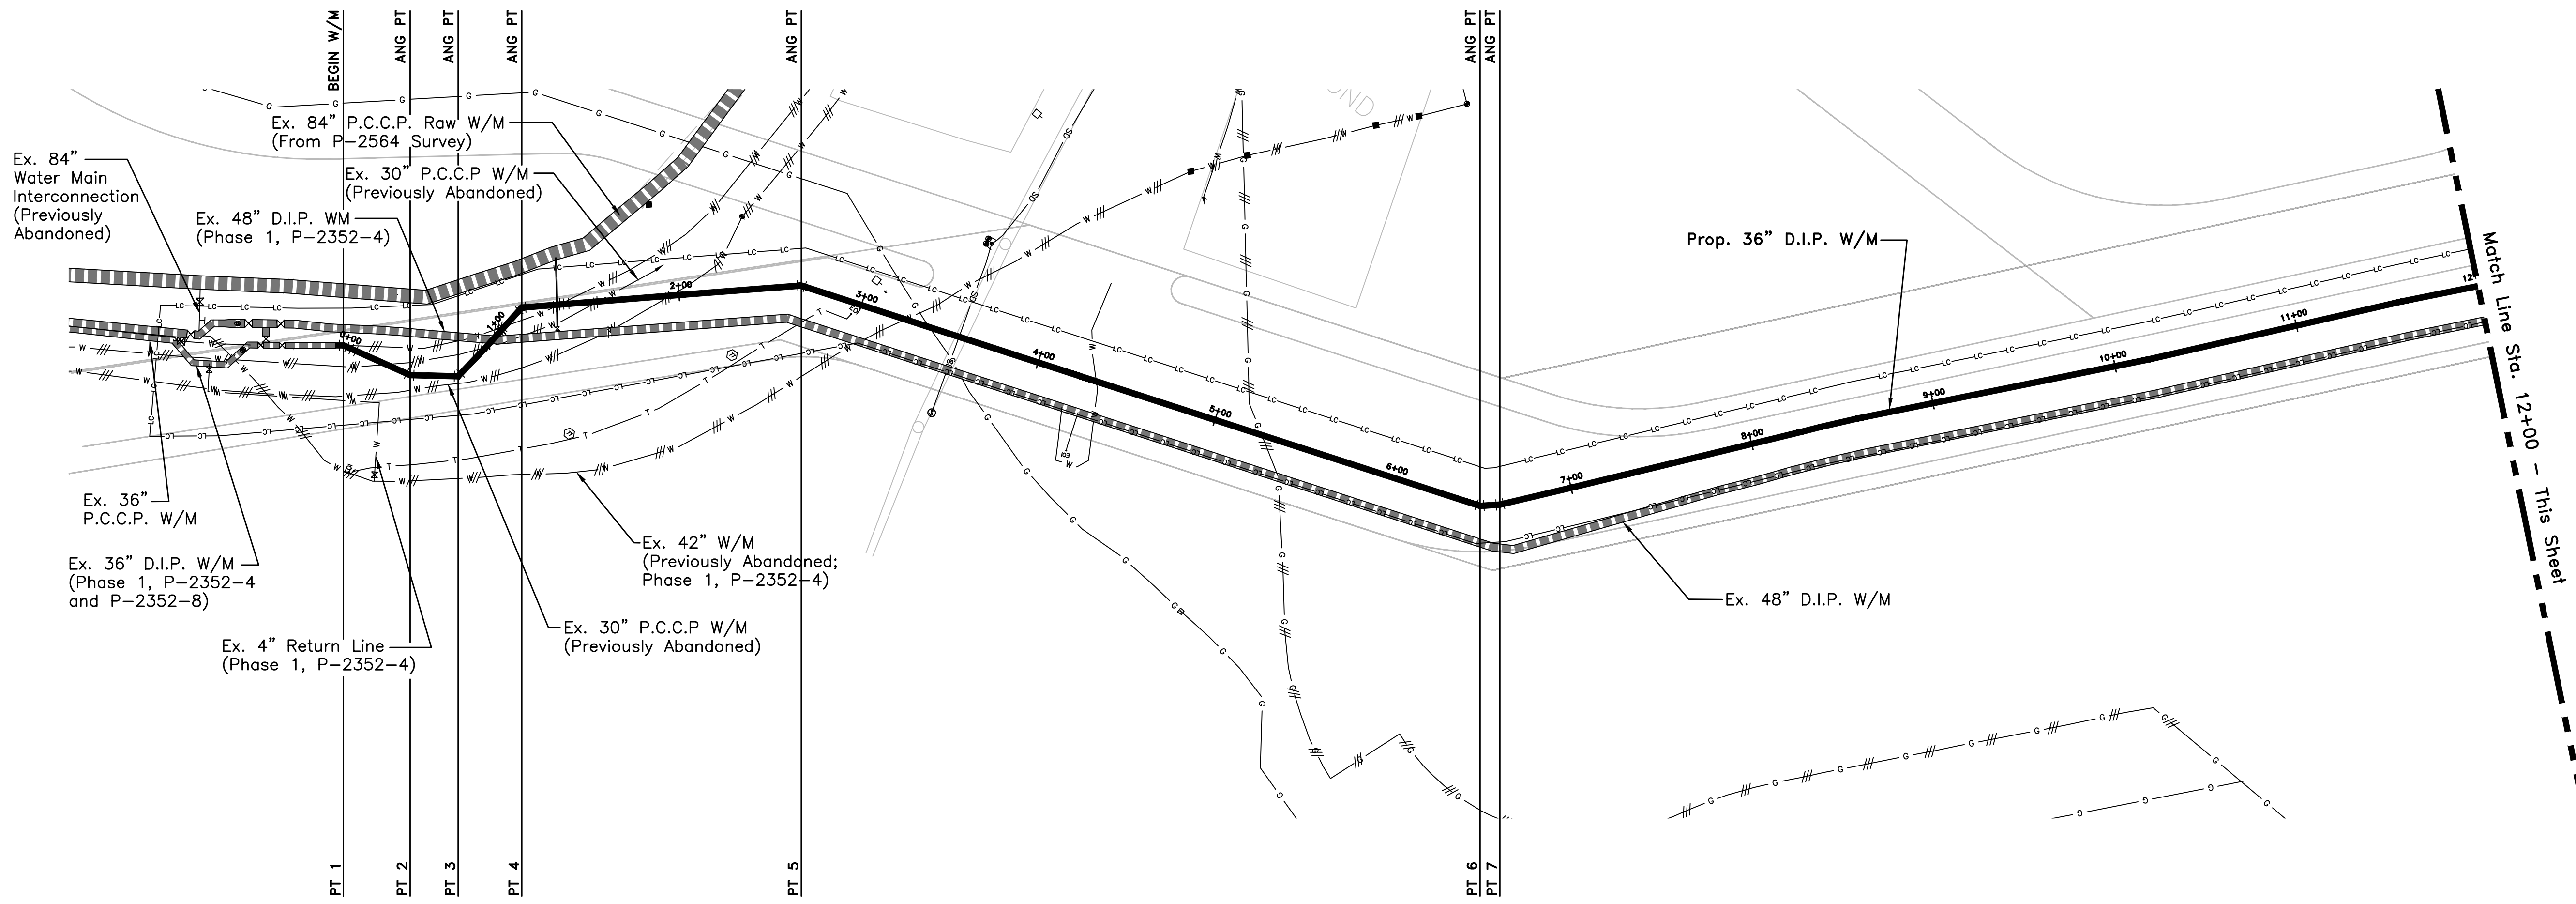 BEGIN W/M
ANG PT
ANG PT
ANG PT
ANG PT
ANG PT
ANG PT
Ex. 84" P.C.C.P. Raw W/M
(From P-2564 Survey)
Ex. 84"
Water Main
Interconnection
(Previously
Abandoned)
Ex. 30" P.C.C.P W/M
(Previously Abandoned)
Ex. 48" D.I.P. WM
(Phase 1, P-2352-4)
Prop. 36" D.I.P. W/M
0+00
1+00
2+00
3+00
4+00
5+00
6+00
7+00
8+00
9+00
10+00
11+00
12
Match Line Sta. 12+00 - This Sheet
Ex. 36"
P.C.C.P. W/M
Ex. 36" D.I.P. W/M
(Phase 1, P-2352-4
and P-2352-8)
Ex. 4" Return Line
(Phase 1, P-2352-4)
Ex. 42" W/M
(Previously Abandoned;
Phase 1, P-2352-4)
Ex. 30" P.C.C.P W/M
(Previously Abandoned)
Ex. 48" D.I.P. W/M
PT 1
PT 2
PT 3
PT 4
PT 5
PT 6
PT 7